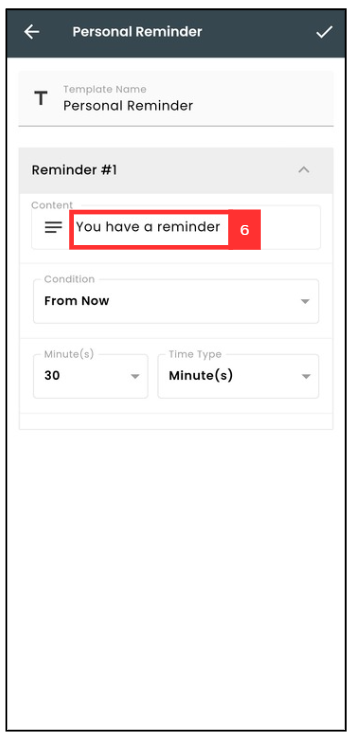 Personal Reminder
Template Name
Personal Reminder
Reminder #1
Content
You have a reminder 6
Condition
From Now
Minute(s) Time Type
30 Minute(s)